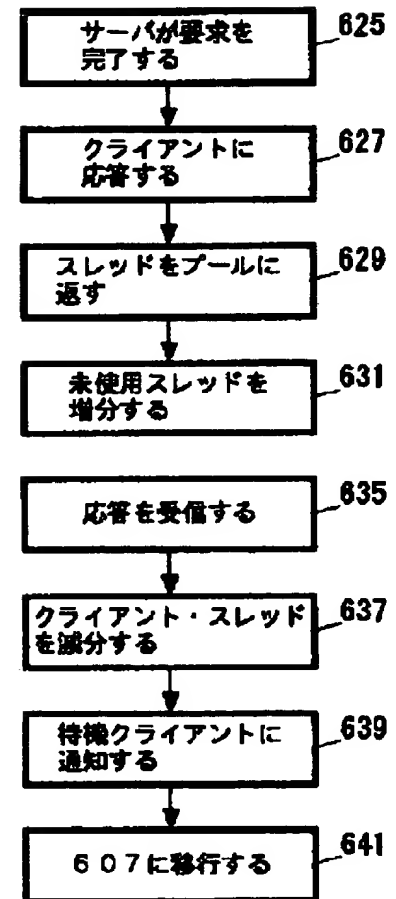 サーバが要求を
完了する
625
クライアントに
応答する
627
スレッドをプールに
返す
629
未使用スレッドを
増分する
631
応答を受信する
635
クライアント・スレッド
を減分する
637
待機クライアントに
通知する
639
607に移行する
641